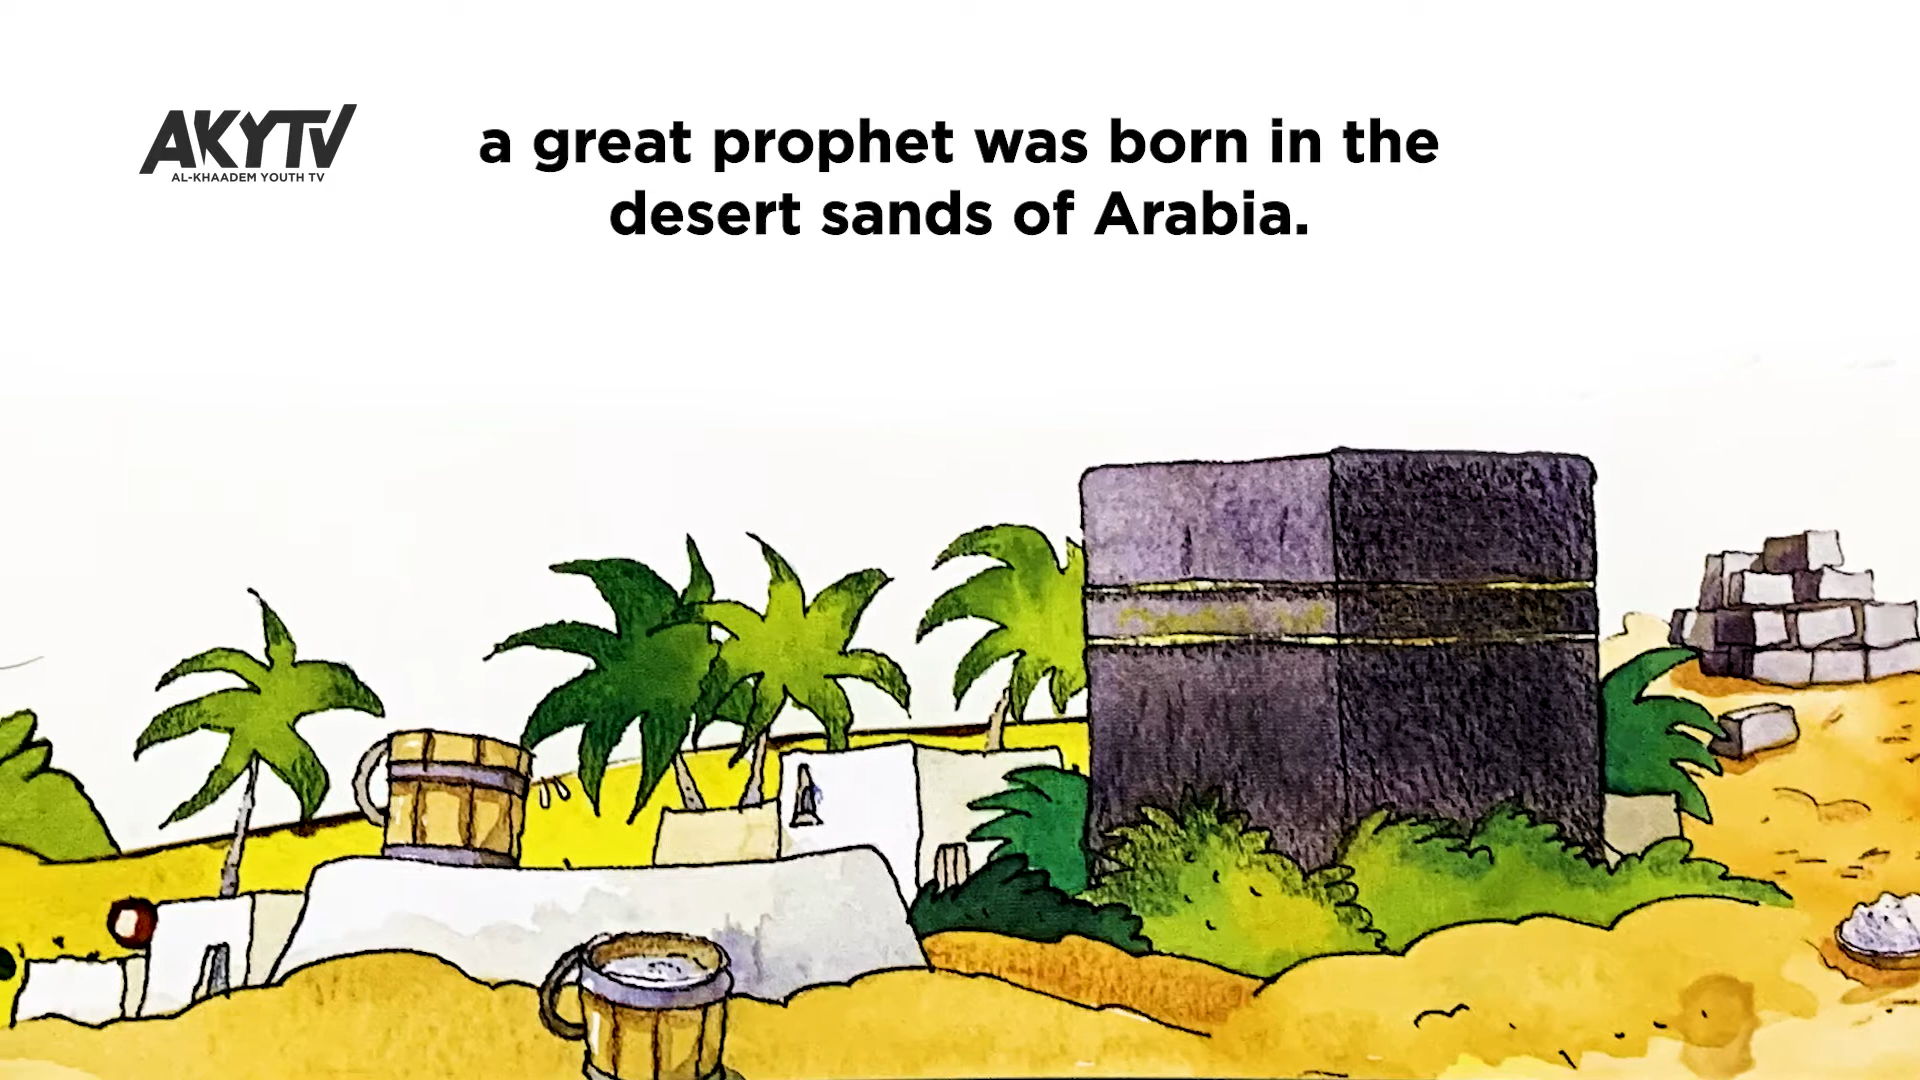 AKYTV
AL-KHAADEM YOUTH TV
a great prophet was born in the
desert sands of Arabia.